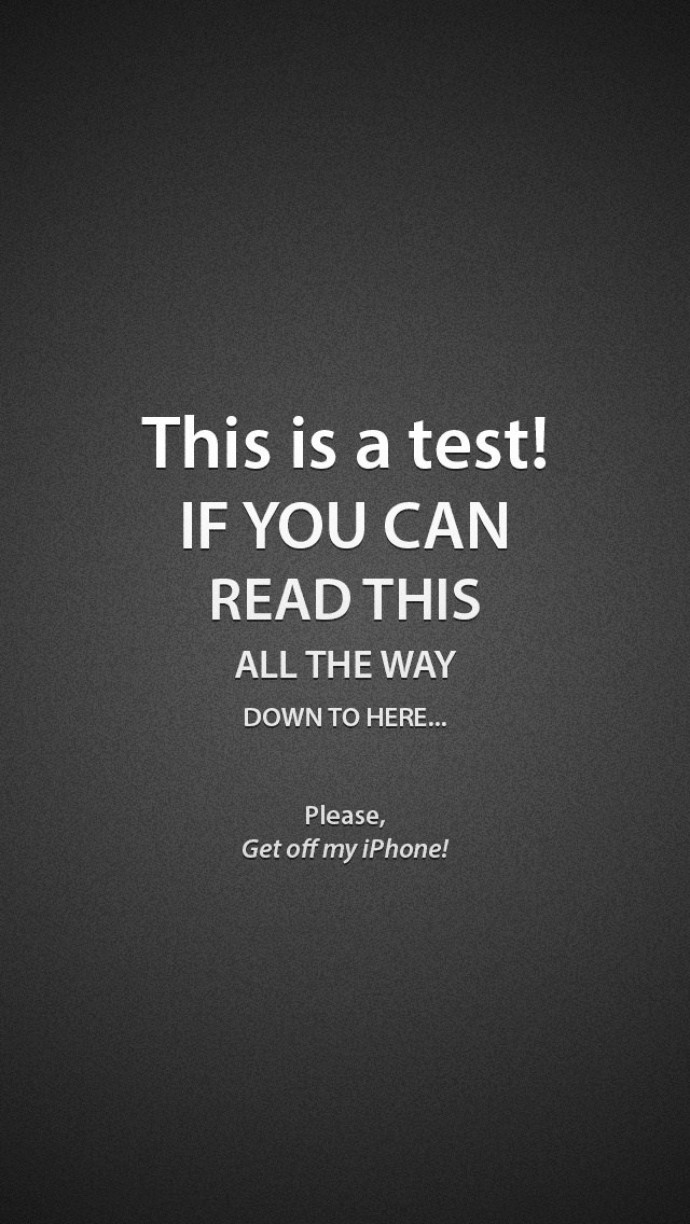 This is a test!
IF YOU CAN
READ THIS
ALL THE WAY
DOWN TO HERE...
Please,
Get off my iPhone!